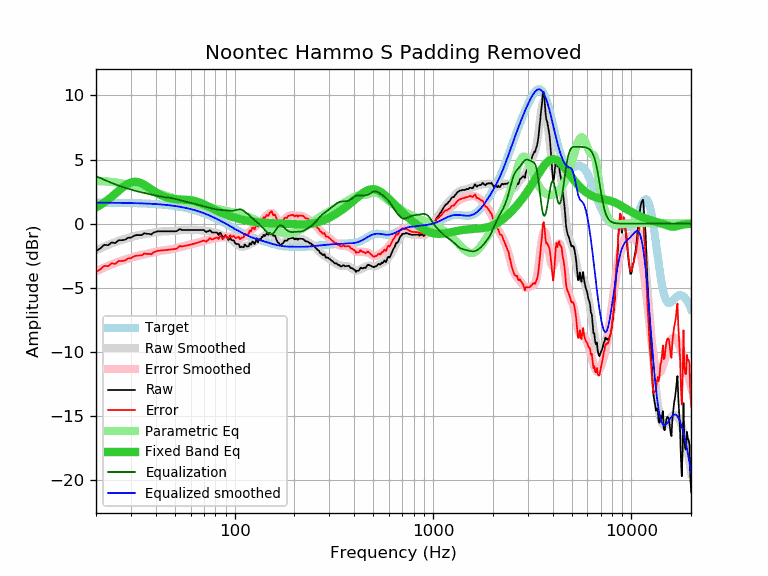 Noontec Hammo S Padding Removed
10
5
0
−5
−10
−15
−20
Amplitude (dBr)
Target
Raw Smoothed
Error Smoothed
Raw
Error
Parametric Eq
Fixed Band Eq
Equalization
Equalized smoothed
100
1000
10000
Frequency (Hz)